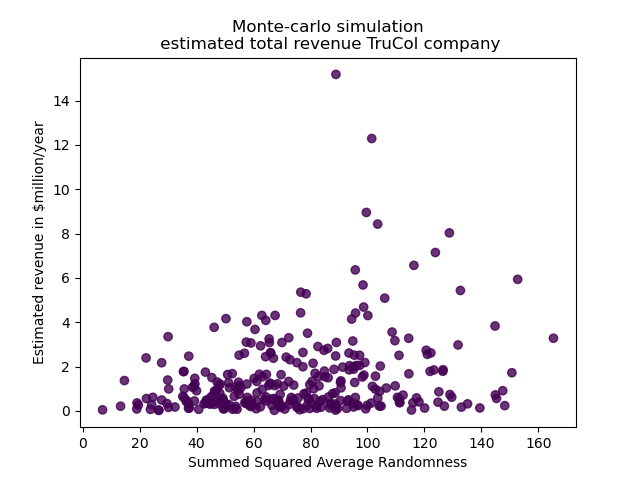 Monte-carlo simulation
estimated total revenue TruCol company
Estimated revenue in $million/year
14
12
10
8
6
4
2
0
0 20 40 60 80 100 120 140 160
Summed Squared Average Randomness